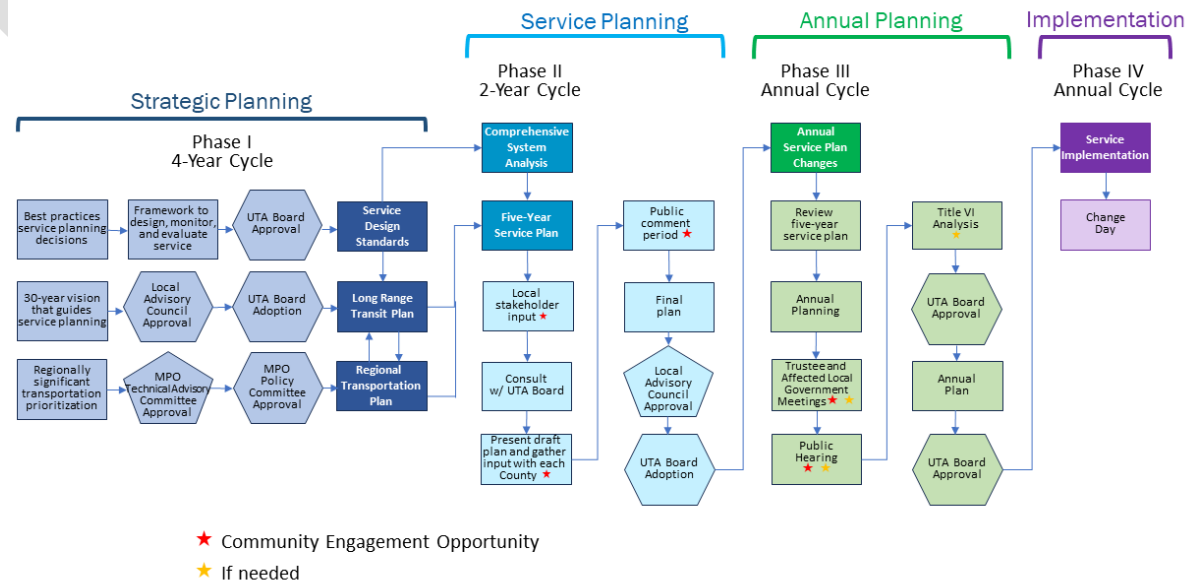 Strategic Planning
Phase I
4-Year Cycle
Best practices
service planning
decisions
Framework to
design, monitor,
and evaluate
service
UTA Board
Approval
Service
Design
Standards
30-year vision
that guides
service planning
Local
Advisory
Council
Approval
UTA Board
Adoption
Long Range
Transit Plan
Regionally
significant
transportation
prioritization
MPO
Technical Advisory
Committee
Approval
MPO
Policy
Committee
Approval
Regional
Transportation
Plan
Service Planning
Phase II
2-Year Cycle
Comprehensive
System
Analysis
Five-Year
Service Plan
Local
stakeholder
input
Consult
w/ UTA Board
Present draft
plan and gather
input with each
County
Public
comment
period
Final
plan
Local
Advisory
Council
Approval
UTA Board
Adoption
Annual Planning
Phase III
Annual Cycle
Annual
Service Plan
Changes
Review
five-year
service plan
Annual
Planning
Trustee and
Affected Local
Government
Meetings
Public
Hearing
Title VI
Analysis
UTA Board
Approval
Annual
Plan
UTA Board
Approval
Implementation
Phase IV
Annual Cycle
Service
Implementation
Change
Day
Community Engagement Opportunity
If needed